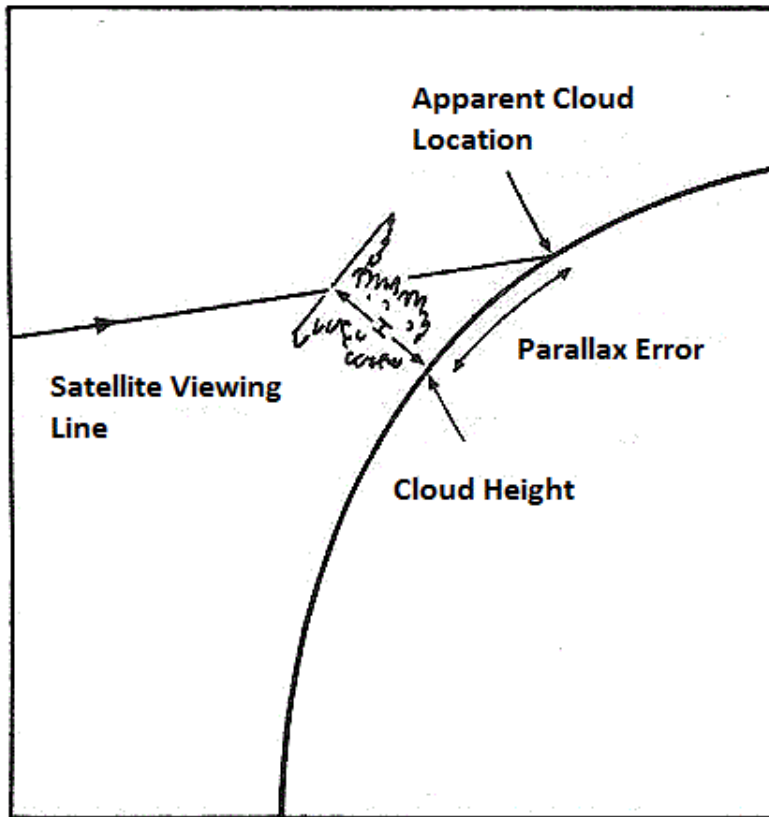 Apparent Cloud
Location
Parallax Error
Satellite Viewing
Line
H
Cloud Height